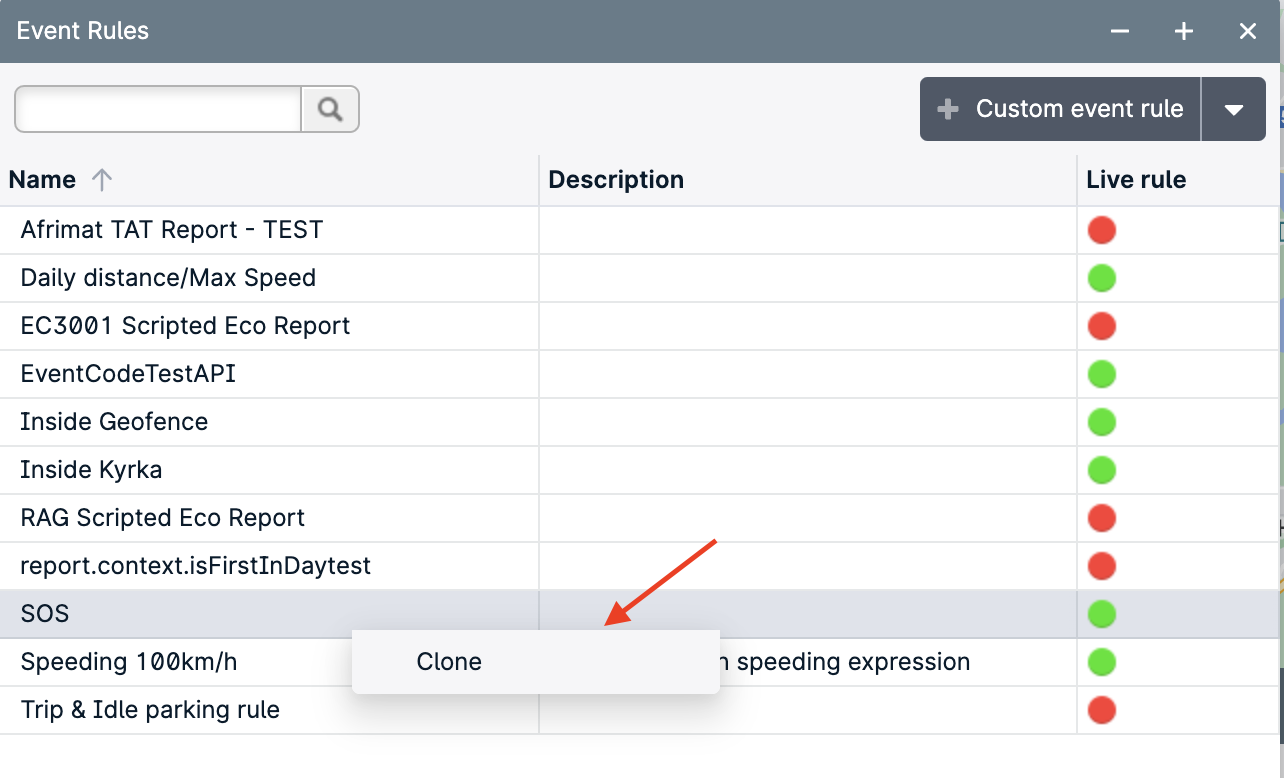 Event Rules
Custom event rule
Name Description Live rule
Afrimat TAT Report - TEST
Daily distance/Max Speed
EC3001 Scripted Eco Report
EventCodeTestAPI
Inside Geofence
Inside Kyrka
RAG Scripted Eco Report
report.context.isFirstInDaytest
SOS
Speeding 100km/h speeding expression
Clone
Trip & Idle parking rule